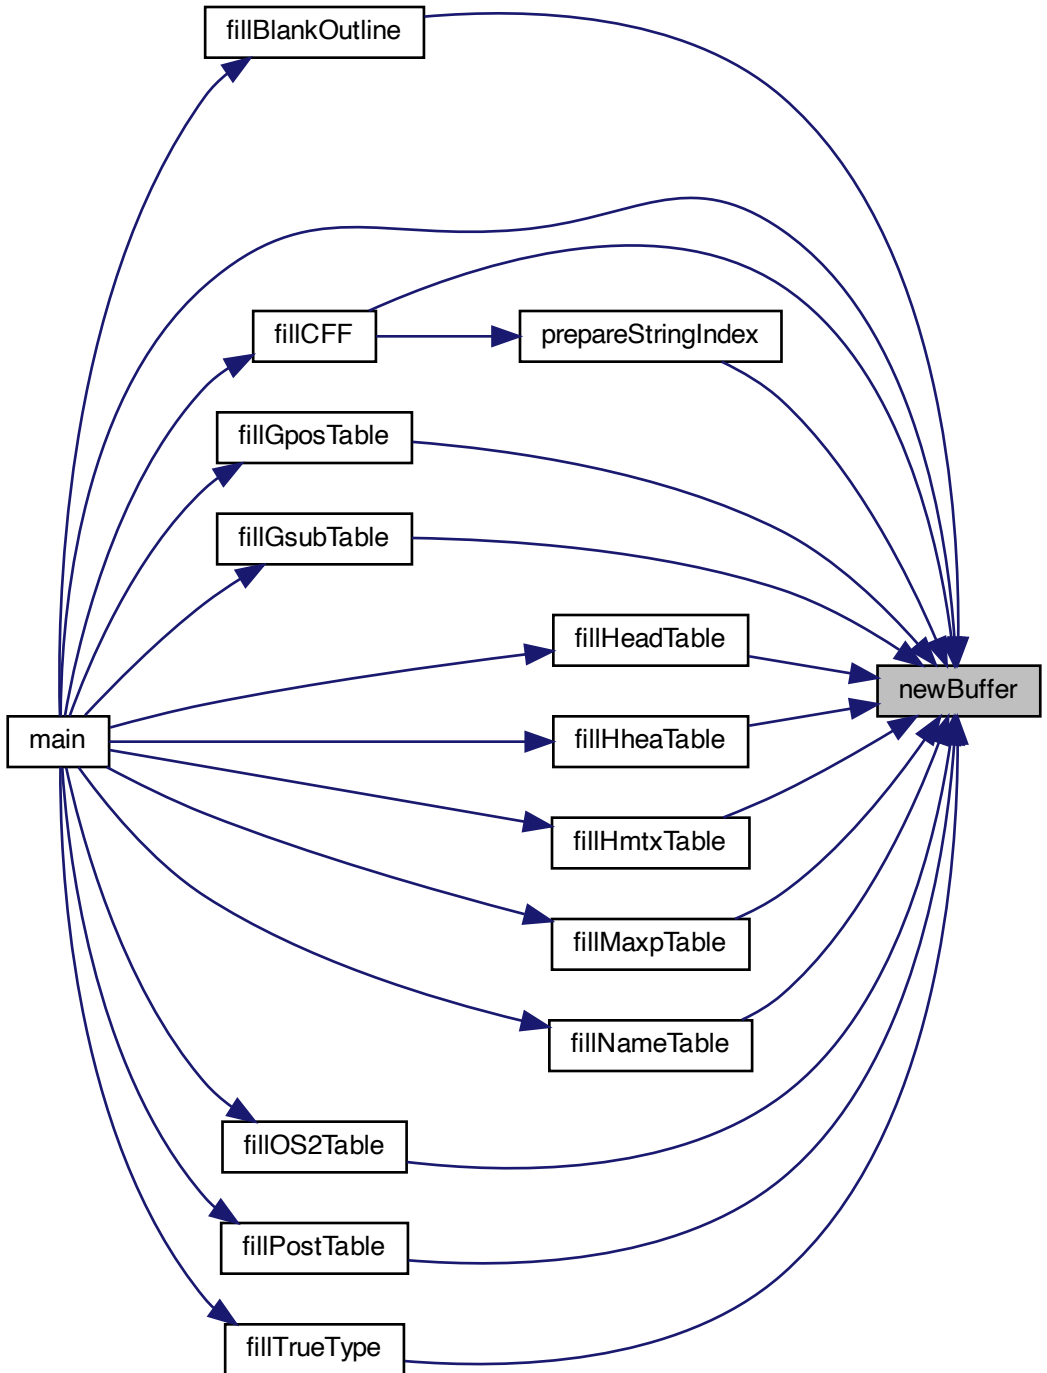 fillBlankOutline
fillCFF
prepareStringIndex
fillGposTable
fillGsubTable
fillHeadTable
newBuffer
main
fillHheaTable
fillHmtxTable
fillMaxpTable
fillNameTable
fillOS2Table
fillPostTable
fillTrueType